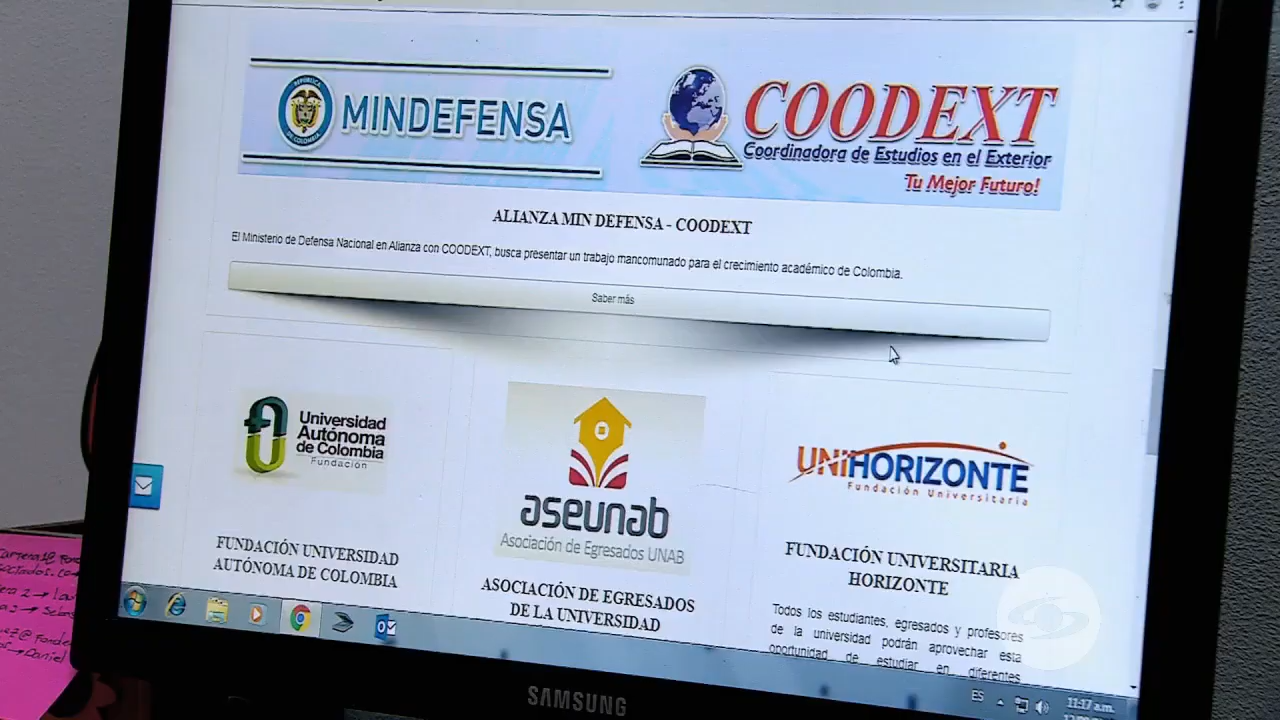 MINDEFENSA
REPÚBLICA
DE COLOMBIA
COODEXT
Coordinadora de Estudios en el Exterior
Tu Mejor Futuro!
ALIANZA MIN DEFENSA - COODEXT
El Ministerio de Defensa Nacional en Alianza con COODEXT, busca presentar un trabajo mancomunado para el crecimiento académico de Colombia.
Saber más
Universidad
Autónoma
de Colombia
Fundación
FUNDACIÓN UNIVERSIDAD
AUTÓNOMA DE COLOMBIA
aseunab
Asociación de Egresados UNAB
ASOCIACIÓN DE EGRESADOS
DE LA UNIVERSIDAD
UNIHORIZONTE
Fundación Universitaria
FUNDACIÓN UNIVERSITARIA
HORIZONTE
Todos los estudiantes, egresados y profesores
de la universidad podrán aprovechar esta
oportunidad de estudiar en diferentes
ES
11:17 a.m.
SAMSUNG